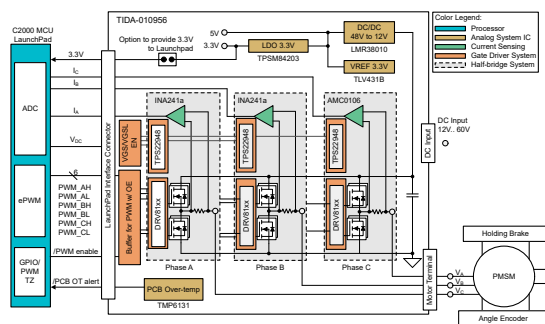 C2000 MCU
LaunchPad
TIDA-010956
Color Legend:
Processor
Analog System IC
Current Sensing
Gate Driver System
Half-bridge System
Option to provide 3.3V
to Launchpad
5V
3.3V
LDO 3.3V
TPSM84203
DC/DC
48V to 12V
LMR38010
VREF 3.3V
TLV431B
3.3V
IC
IB
IA
VDC
ADC
LaunchPad Interface Connector
INA241a
INA241a
AMC0106
VGS/VGSL
EN
TPS22948
TPS22948
TPS22948
DC Input
DC Input
12V.. 60V
6
ePWM
PWM_AH
PWM_AL
PWM_BH
PWM_BL
PWM_CH
PWM_CL
Buffer for PWM w/ OE
DRV81xx
DRV81xx
DRV81xx
Phase A
Phase B
Phase C
GPIO/
PWM
TZ
/PWM enable
/PCB OT alert
PCB Over-temp
TMP6131
Motor Terminal
VA
VB
VC
Holding Brake
PMSM
Angle Encoder